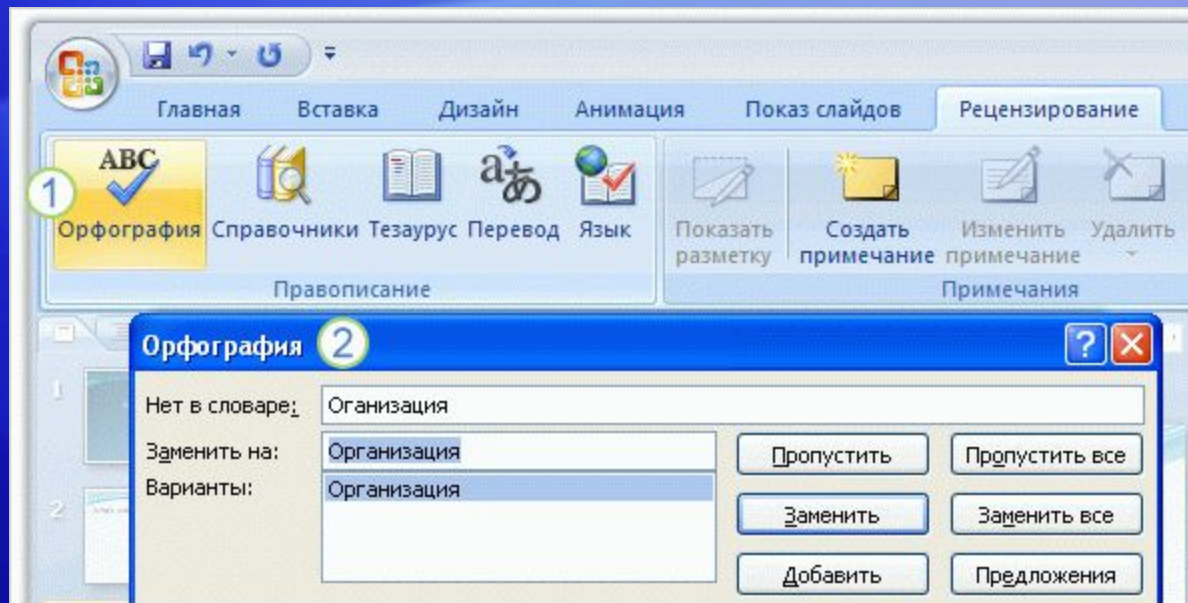 Главная Вставка Дизайн Анимация Показ слайдов Рецензирование
ABC
1
Орфография Справочники Тезаурус Перевод Язык Показать разметку Создать примечание Изменить примечание Удалить
Правописание Примечания
Орфография 2
1
Нет в словаре: Оганизация
Заменить на: Организация Пропустить Пропустить все
Варианты: Организация
2
Заменить Заменить все
Добавить Предложения